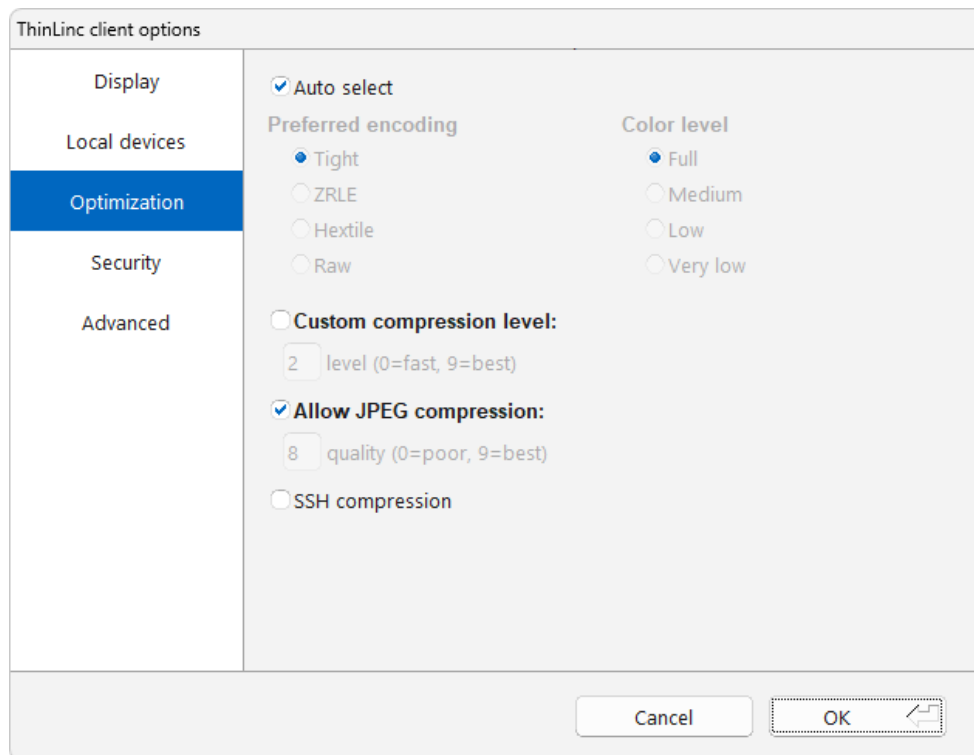 ThinLinc client options
Display
Local devices
Optimization
Security
Advanced
Auto select
Preferred encoding
Tight
ZRLE
Hextile
Raw
Color level
Full
Medium
Low
Very low
Custom compression level:
2 level (0=fast, 9=best)
Allow JPEG compression:
8 quality (0=poor, 9=best)
SSH compression
Cancel
OK